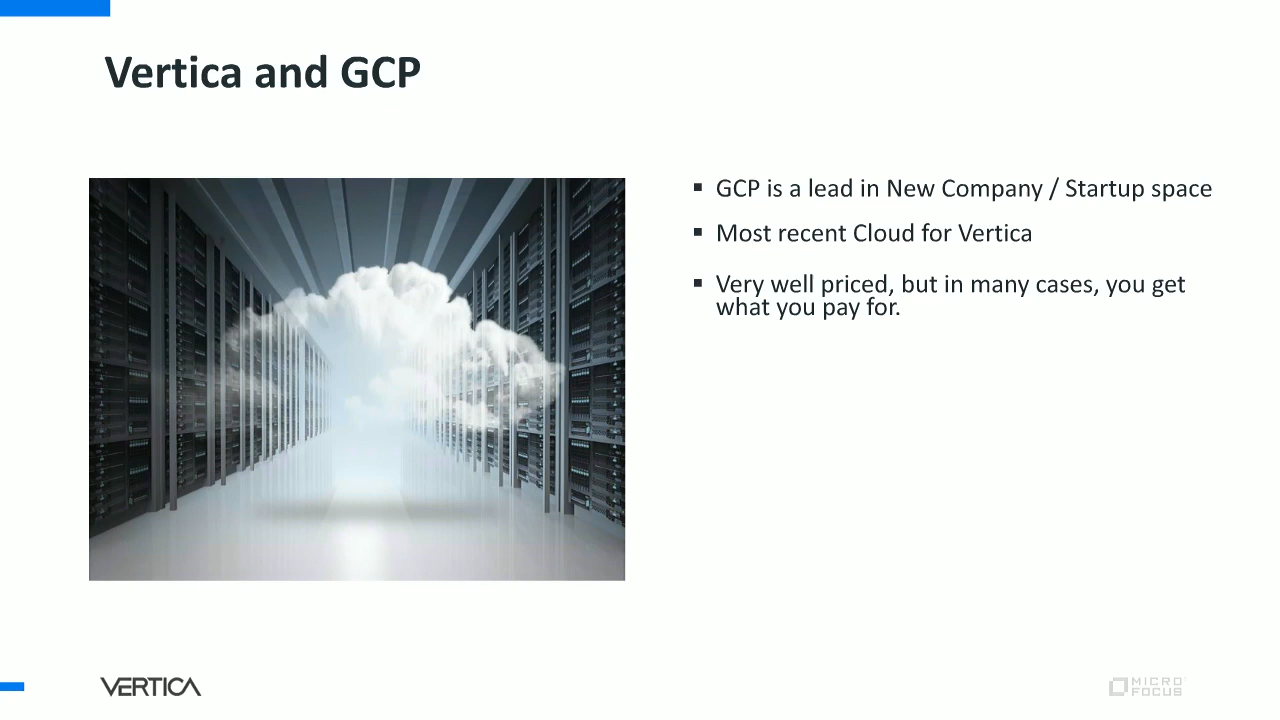 Vertica and GCP
▪ GCP is a lead in New Company / Startup space
▪ Most recent Cloud for Vertica
▪ Very well priced, but in many cases, you get
what you pay for.
VERTICA
MICRO
FOCUS